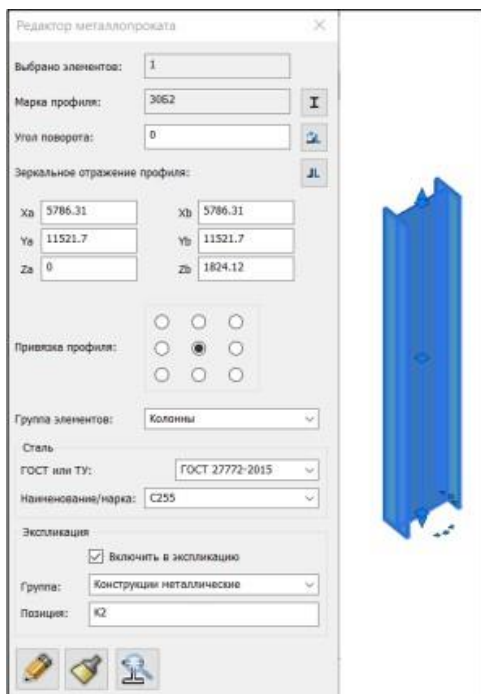 Редактор металлопроката
Выбрано элементов: 1
Марка профиля: 30Б2
Угол поворота: 0
Зеркальное отражение профиля:
Xa 5786.31 Xb 5786.31
Ya 11521.7 Yb 11521.7
Za 0 Zb 1824.12
Привязка профиля:
Группа элементов: Колонны
Сталь
ГОСТ или ТУ: ГОСТ 27772-2015
Наименование/марка: С255
Экспликация
Включить в экспликацию
Группа: Конструкции металлические
Позиция: К2